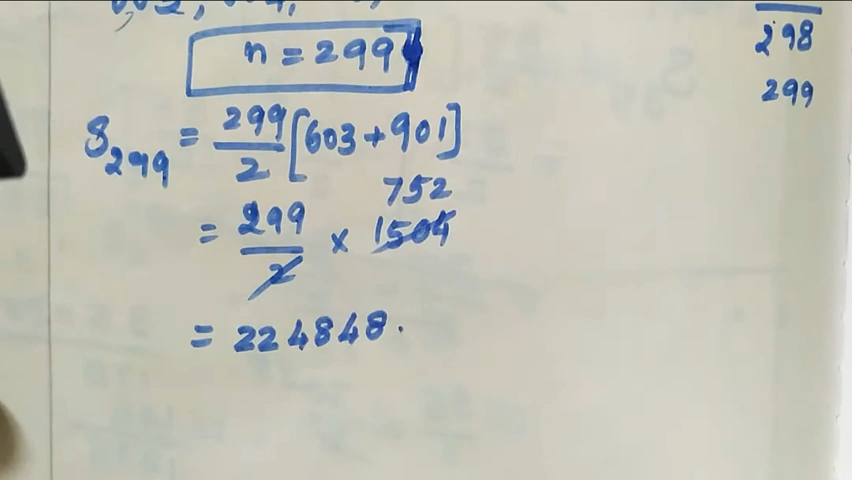 n = 299
298
299
S₂₉₉ = 299/2 [603 + 901]
752
= 299/2 × 1504
= 224848.